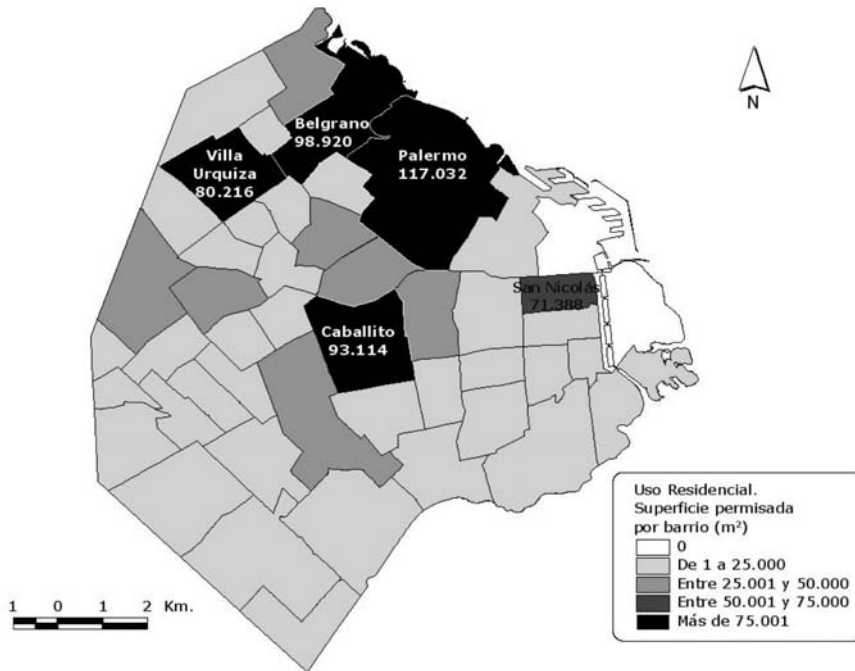 N
Belgrano
98.920
Villa
Urquiza
80.216
Palermo
117.032
San Nicolás
71.388
Caballito
93.114
Uso Residencial.
Superficie permisada
por barrio (m²)
0
De 1 a 25.000
Entre 25.001 y 50.000
Entre 50.001 y 75.000
Más de 75.001
1 0 1 2 Km.